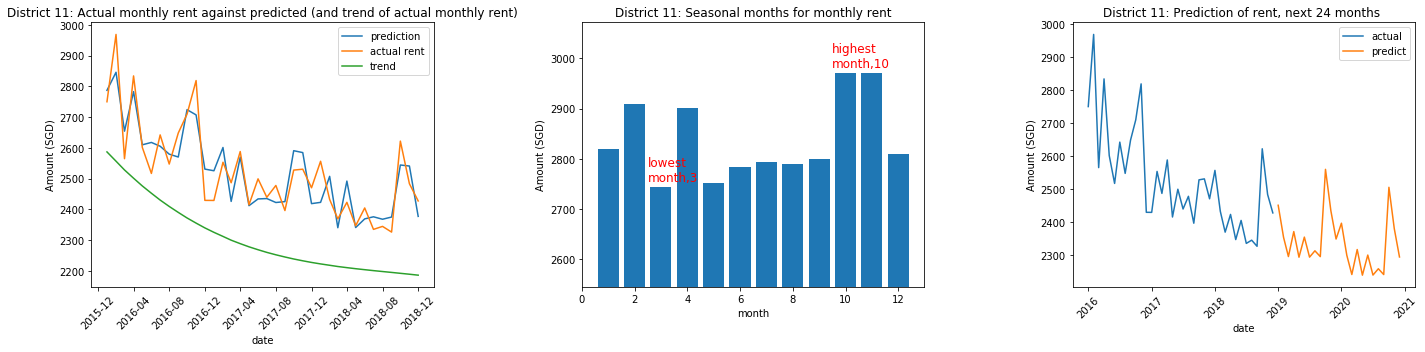 District 11: Actual monthly rent against predicted (and trend of actual monthly rent)
prediction
actual rent
trend
3000
2900
2800
2700
2600
2500
2400
2300
2200
Amount (SGD)
2015-12
2016-04
2016-08
2016-12
2017-04
2017-08
2017-12
2018-04
2018-08
2018-12
date
District 11: Seasonal months for monthly rent
highest
month,10
lowest
month,3
3000
2900
2800
2700
2600
Amount (SGD)
0
2
4
6
8
10
12
month
District 11: Prediction of rent, next 24 months
actual
predict
3000
2900
2800
2700
2600
2500
2400
2300
Amount (SGD)
2016
2017
2018
2019
2020
2021
date